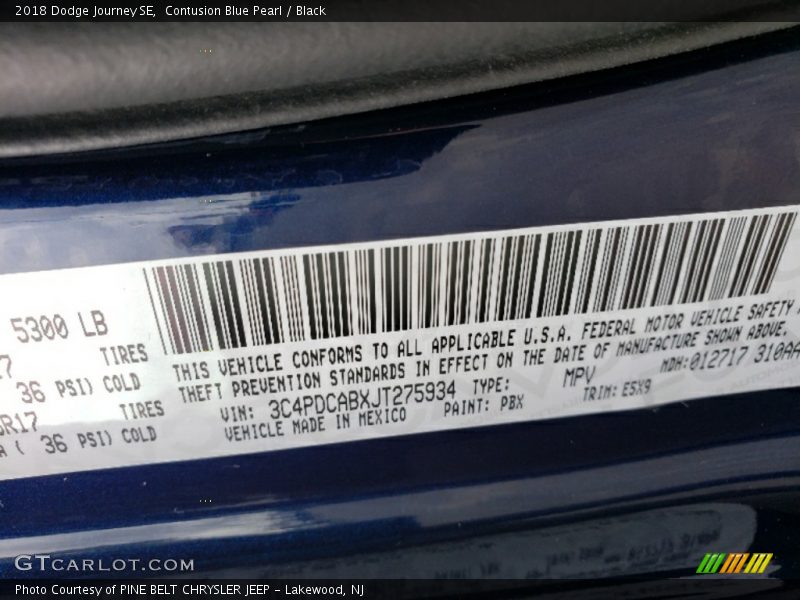 2018 Dodge Journey SE,  Contusion Blue Pearl / Black
5300 LB
TIRES
36 PSI) COLD
R17 TIRES
( 36 PSI) COLD
THIS VEHICLE CONFORMS TO ALL APPLICABLE U.S.A. FEDERAL MOTOR VEHICLE SAFETY
THEFT PREVENTION STANDARDS IN EFFECT ON THE DATE OF MANUFACTURE SHOWN ABOVE.
VIN: 3C4PDCABXJT275934 TYPE: MPV MDH:012717 310AA
VEHICLE MADE IN MEXICO PAINT: PBX TRIM: E5X9
GTCARLOT.COM
Photo Courtesy of PINE BELT CHRYSLER JEEP - Lakewood, NJ